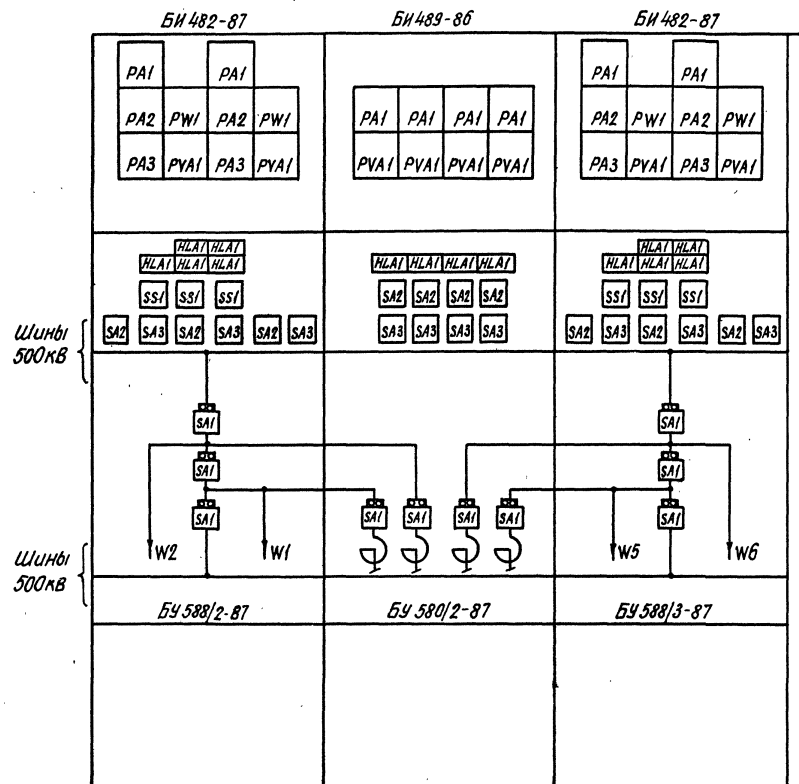 БИ 482-87 БИ 489-86 БИ 482-87
PA1 PA1 PA1 PA1
PA2 PW1 PA2 PW1 PA1 PA1 PA1 PA1 PA2 PW1 PA2 PW1
PA3 PVA1 PA3 PVA1 PVA1 PVA1 PVA1 PVA1 PA3 PVA1 PA3 PVA1
HLA1 HLA1 HLA1 HLA1
HLA1 HLA1 HLA1 HLA1 HLA1 HLA1 HLA1 HLA1 HLA1 HLA1
SS1 SS1 SS1 SA2 SA2 SA2 SA2 SS1 SS1 SS1
SA2 SA3 SA2 SA3 SA2 SA3 SA3 SA3 SA3 SA3 SA2 SA3 SA2 SA3 SA2 SA3
Шины
500кВ
SA1 SA1
SA1 SA1
SA1 SA1 SA1 SA1 SA1 SA1
W2 W1 W5 W6
Шины
500кВ
БУ 588/2-87 БУ 580/2-87 БУ 588/3-87